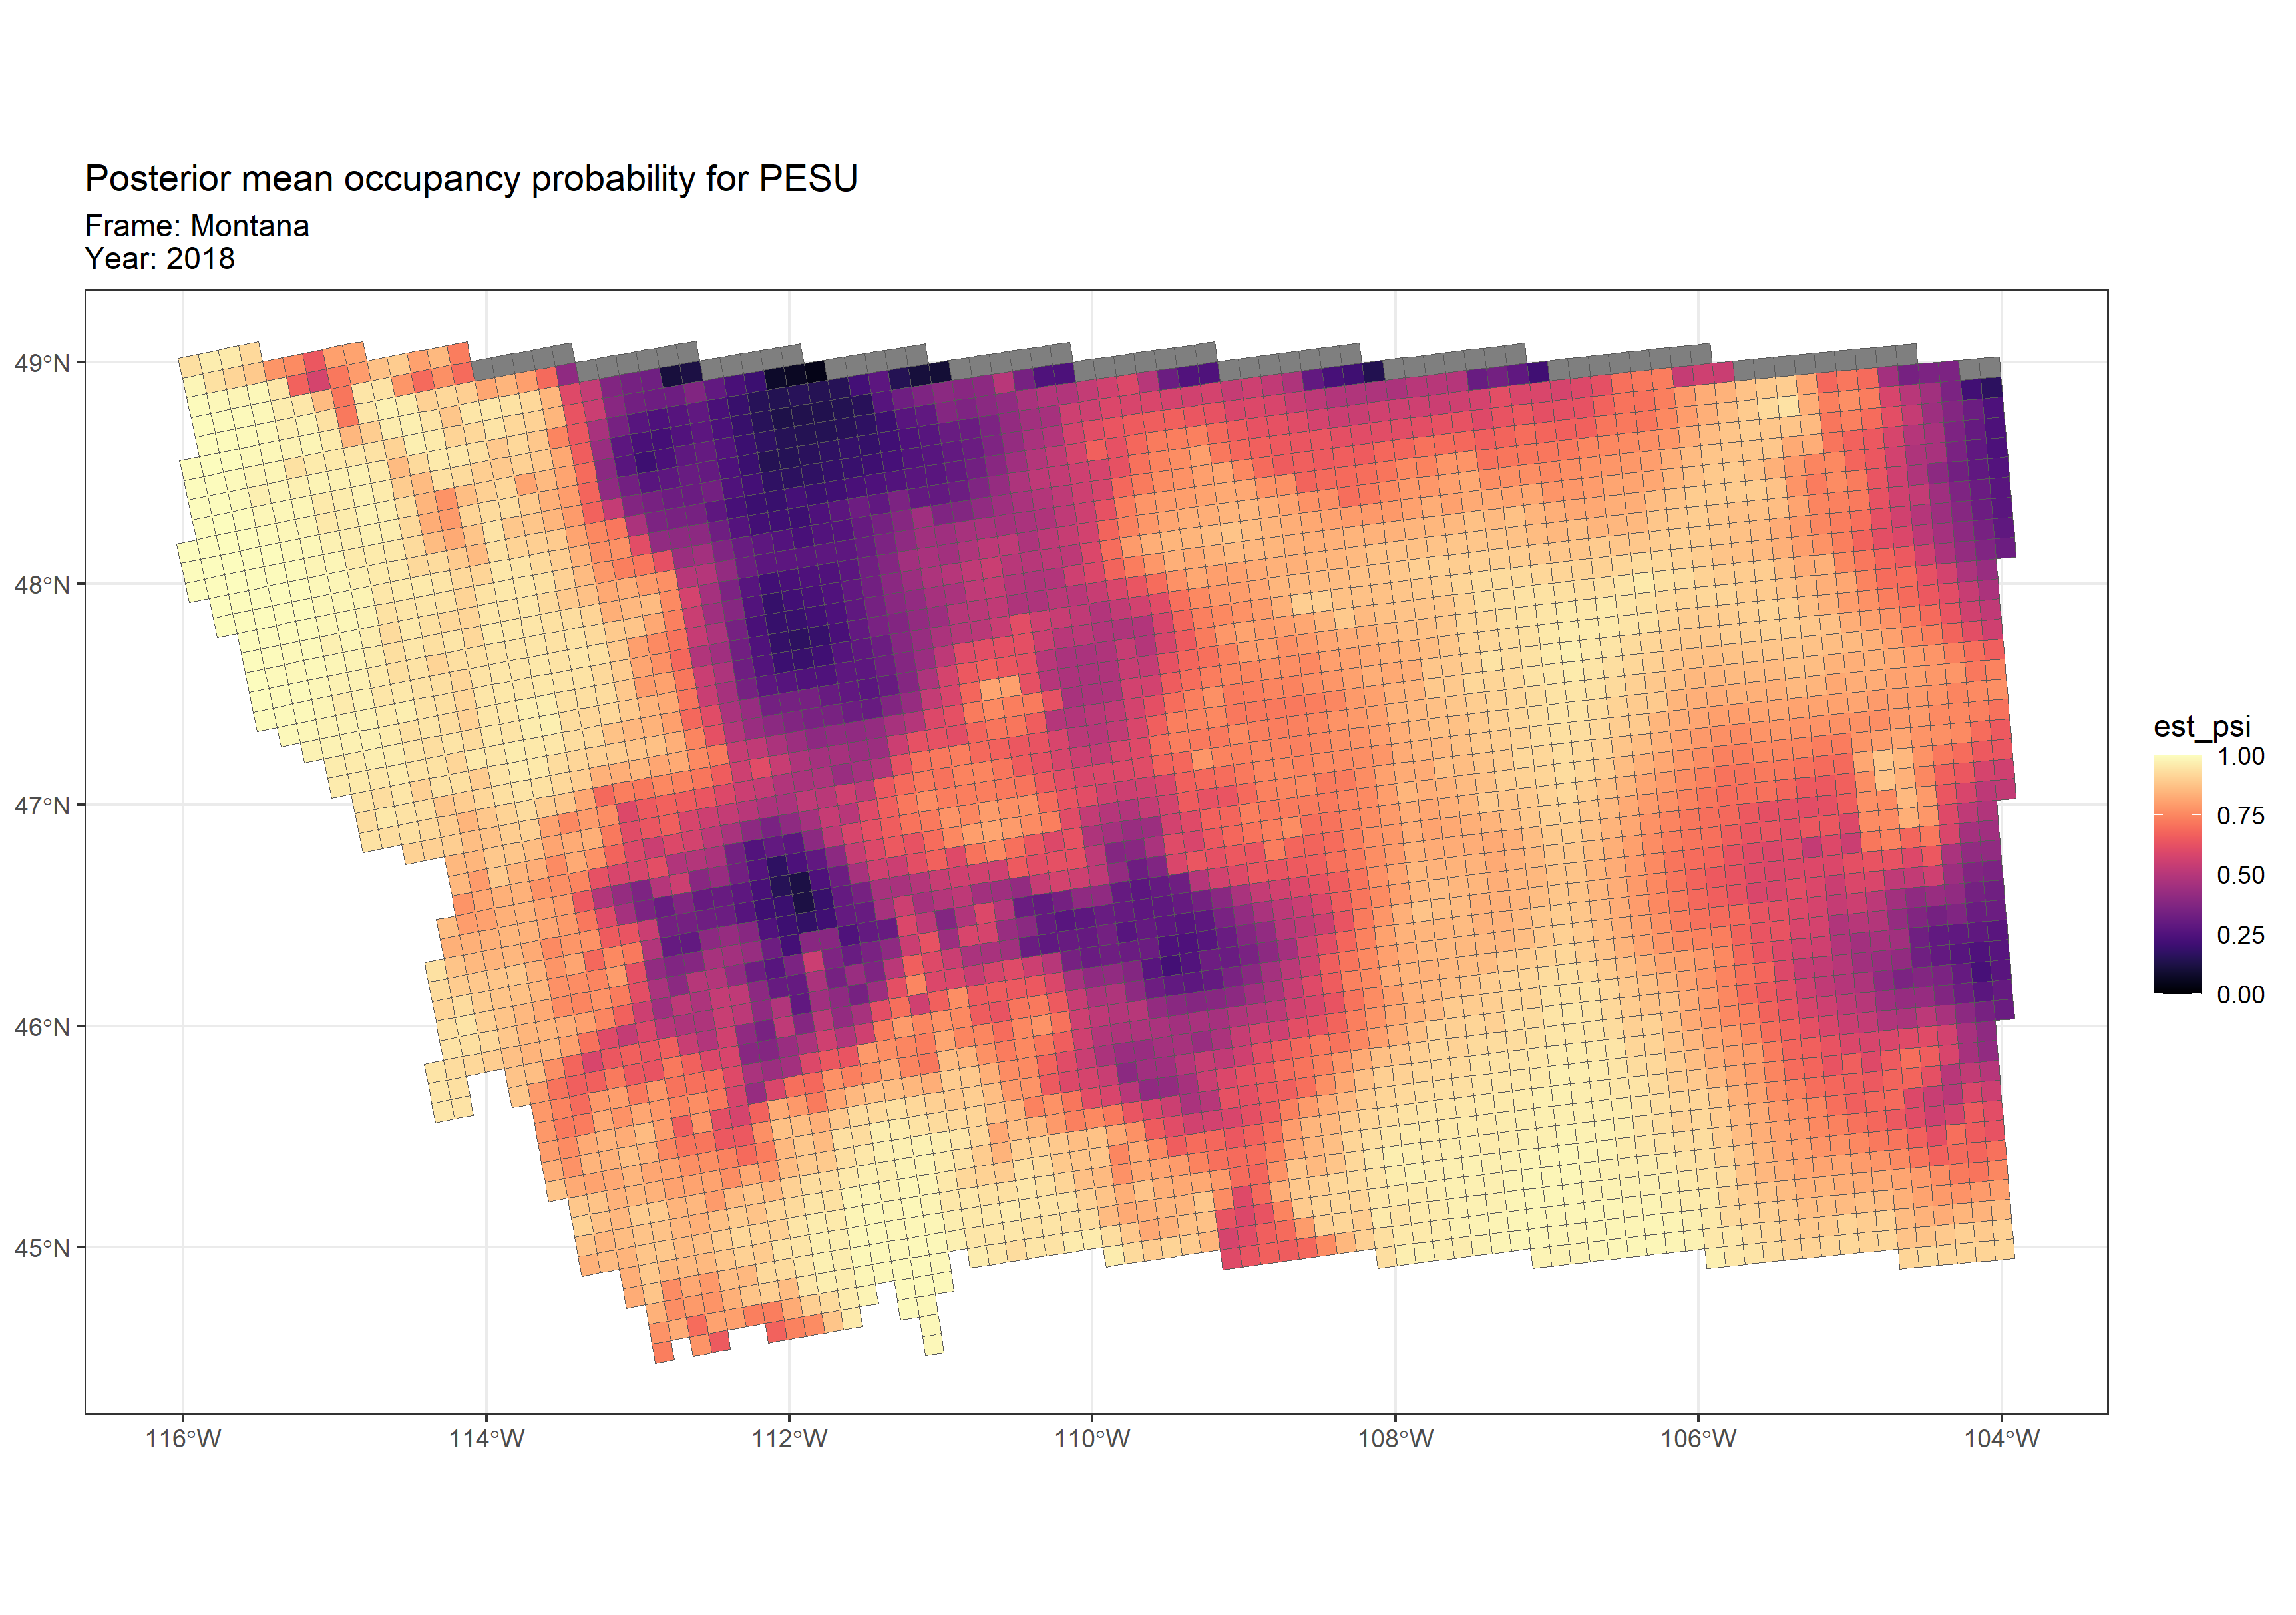 Posterior mean occupancy probability for PESU
Frame: Montana
Year: 2018
49°N
48°N
47°N
46°N
45°N
116°W
114°W
112°W
110°W
108°W
106°W
104°W
est_psi
1.00
0.75
0.50
0.25
0.00